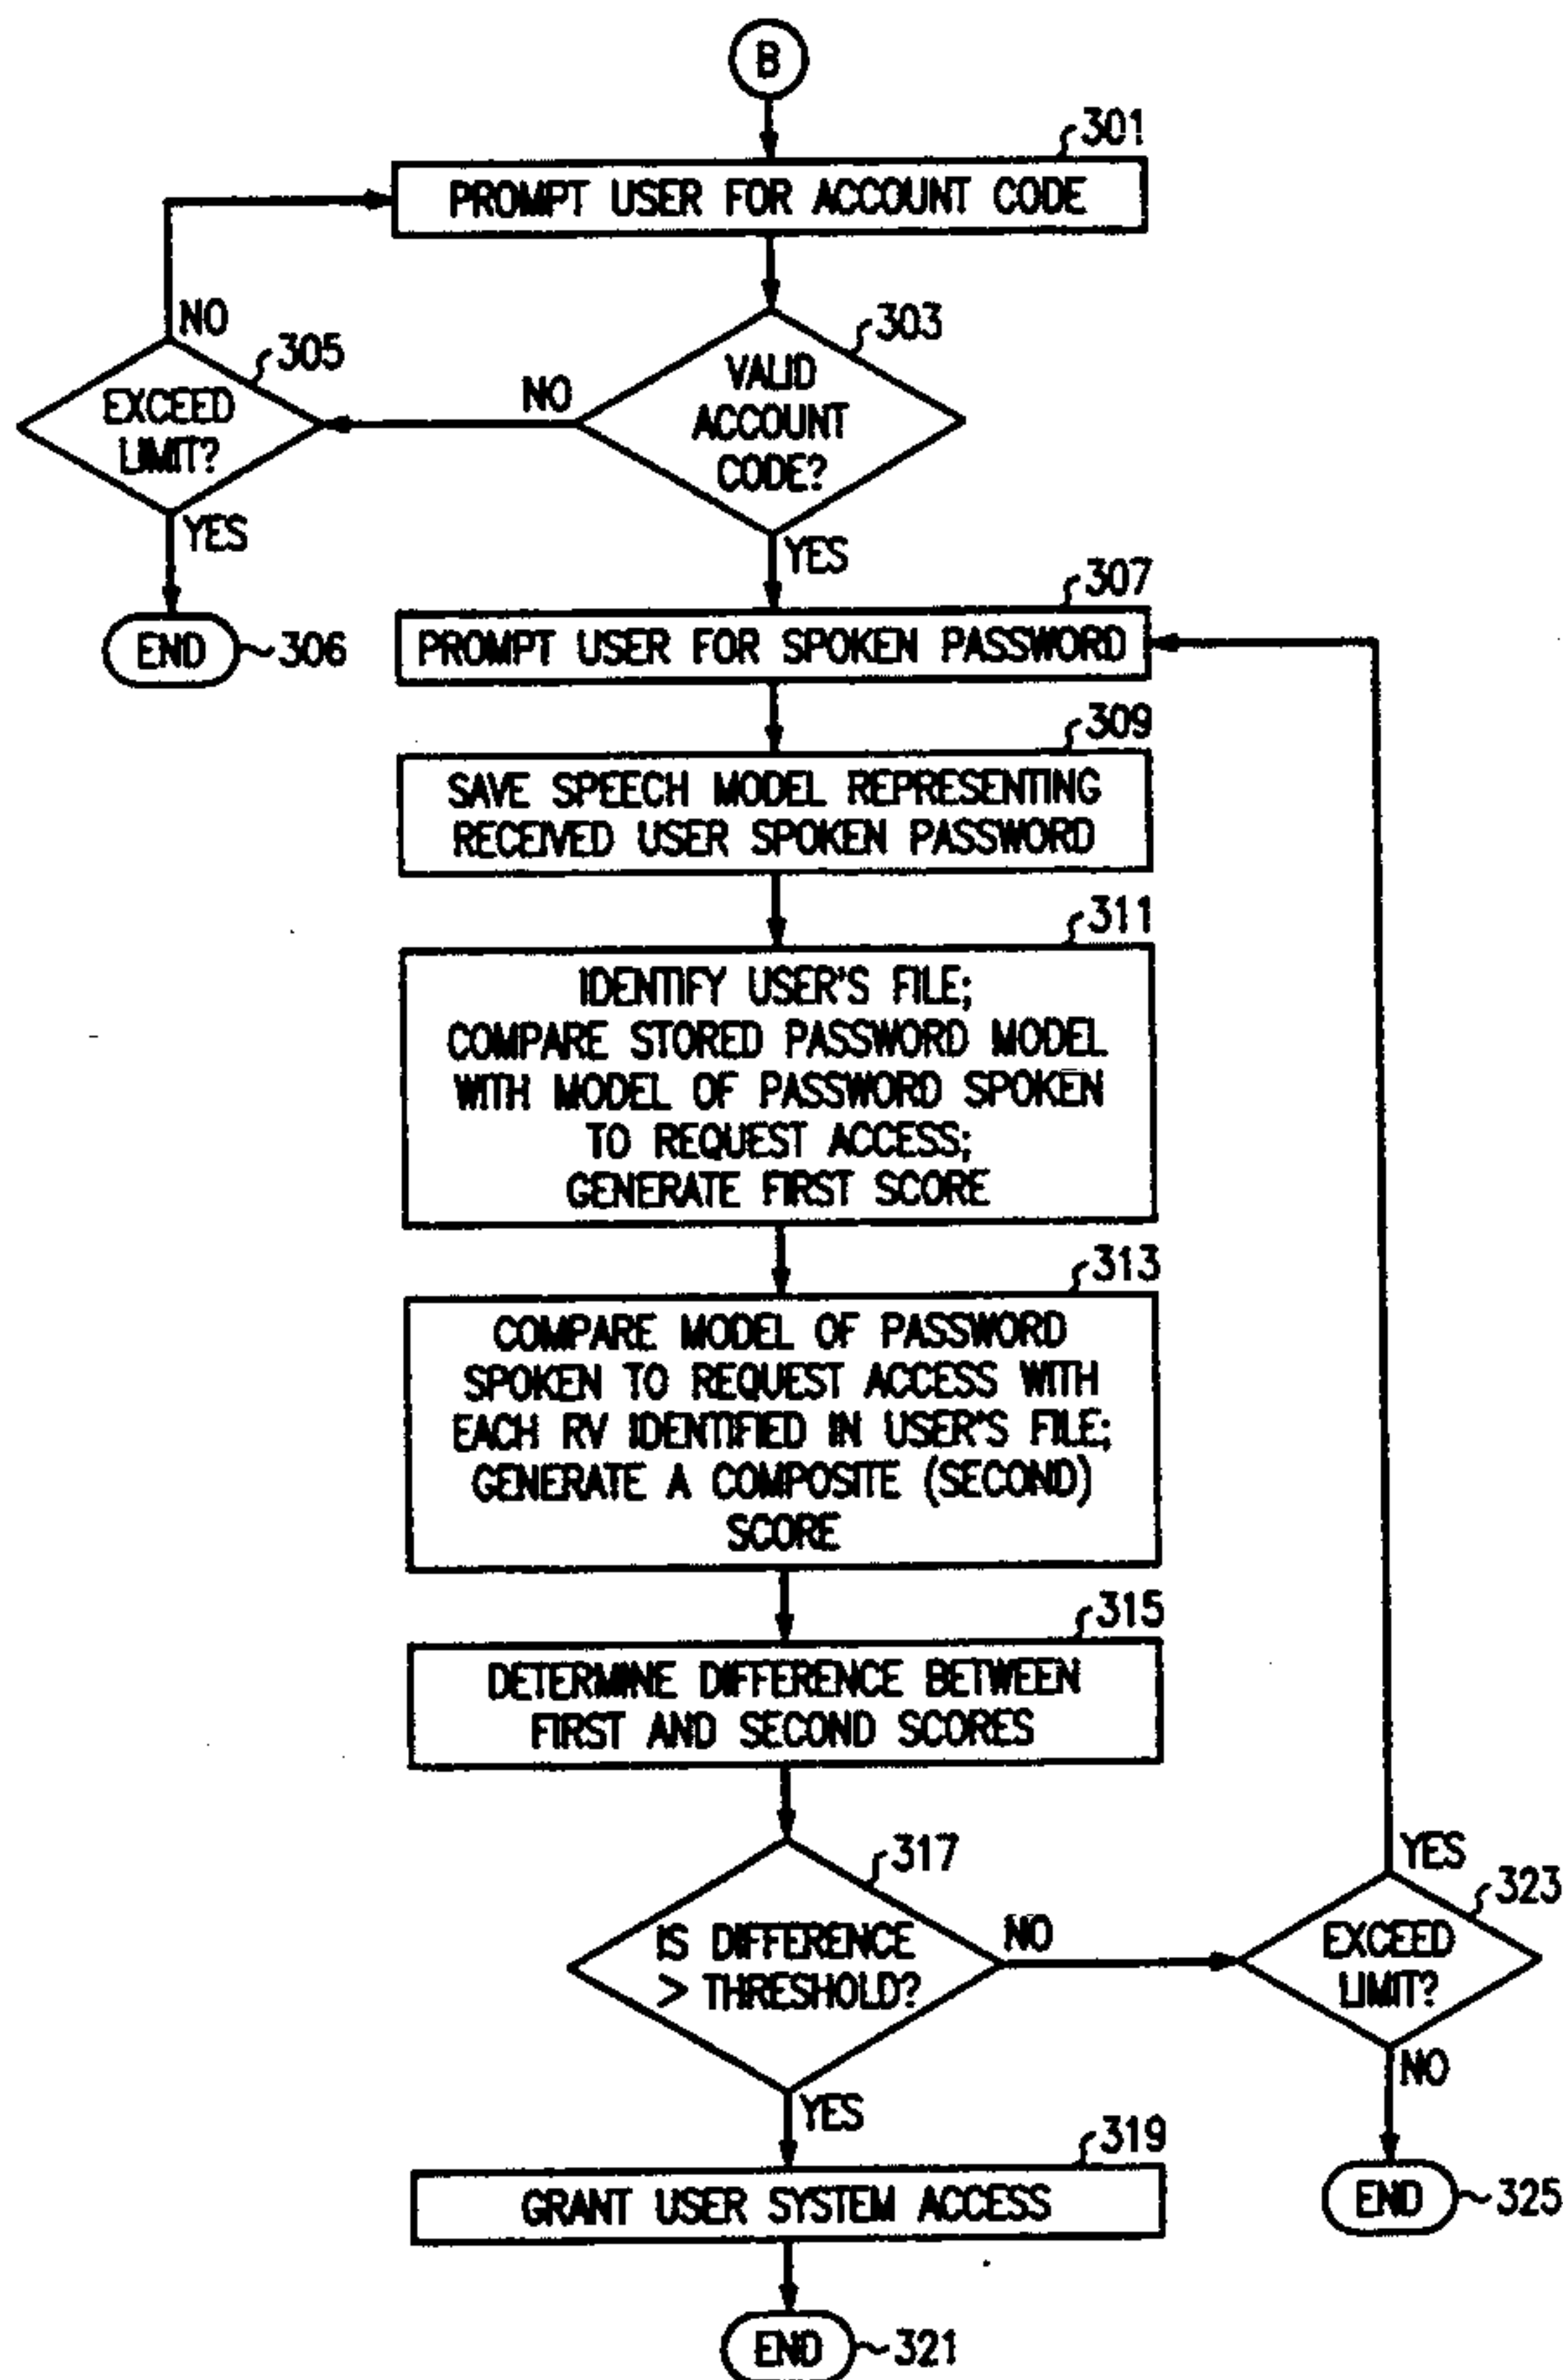 B
301
PROMPT USER FOR ACCOUNT CODE
NO
305
EXCEED
LIMIT?
YES
END
306
NO
303
VALID
ACCOUNT
CODE?
YES
307
PROMPT USER FOR SPOKEN PASSWORD
309
SAVE SPEECH MODEL REPRESENTING
RECEIVED USER SPOKEN PASSWORD
311
IDENTIFY USER'S FILE;
COMPARE STORED PASSWORD MODEL
WITH MODEL OF PASSWORD SPOKEN
TO REQUEST ACCESS;
GENERATE FIRST SCORE
313
COMPARE MODEL OF PASSWORD
SPOKEN TO REQUEST ACCESS WITH
EACH RV IDENTIFIED IN USER'S FILE;
GENERATE A COMPOSITE (SECOND)
SCORE
315
DETERMINE DIFFERENCE BETWEEN
FIRST AND SECOND SCORES
317
IS DIFFERENCE
> THRESHOLD?
NO
YES
323
EXCEED
LIMIT?
NO
END
325
YES
319
GRANT USER SYSTEM ACCESS
END
321